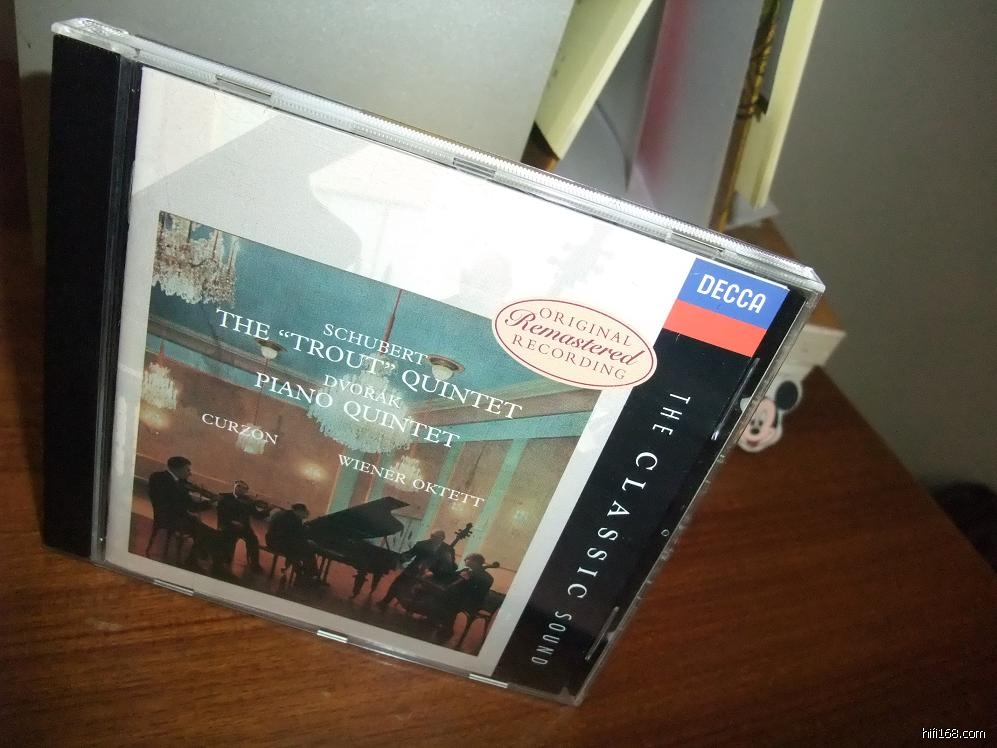 DECCA
ORIGINAL
Remastered
RECORDING
SCHUBERT
THE “TROUT” QUINTET
DVOŘÁK
PIANO QUINTET
CURZON
WIENER OKTETT
THE CLASSIC SOUND
hifi168.com